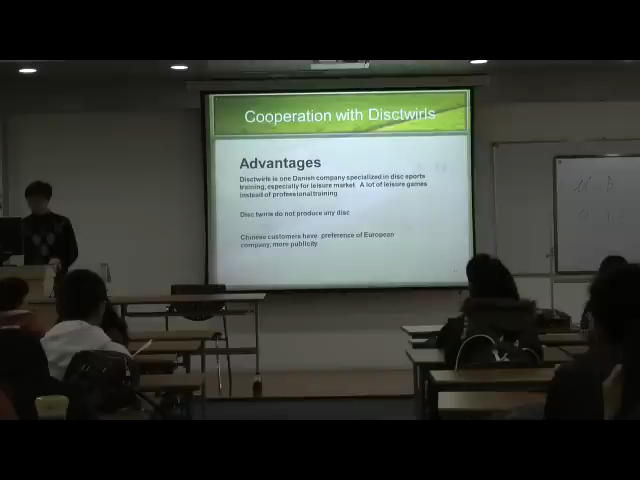 Cooperation with Disctwirls
Advantages
Disctwirls is one Danish company specialized in disc sports
training, especially for leisure market. A lot of leisure games
instead of professional training
Disc twirls do not produce any disc
Chinese customers have preference of European
company, more publicity